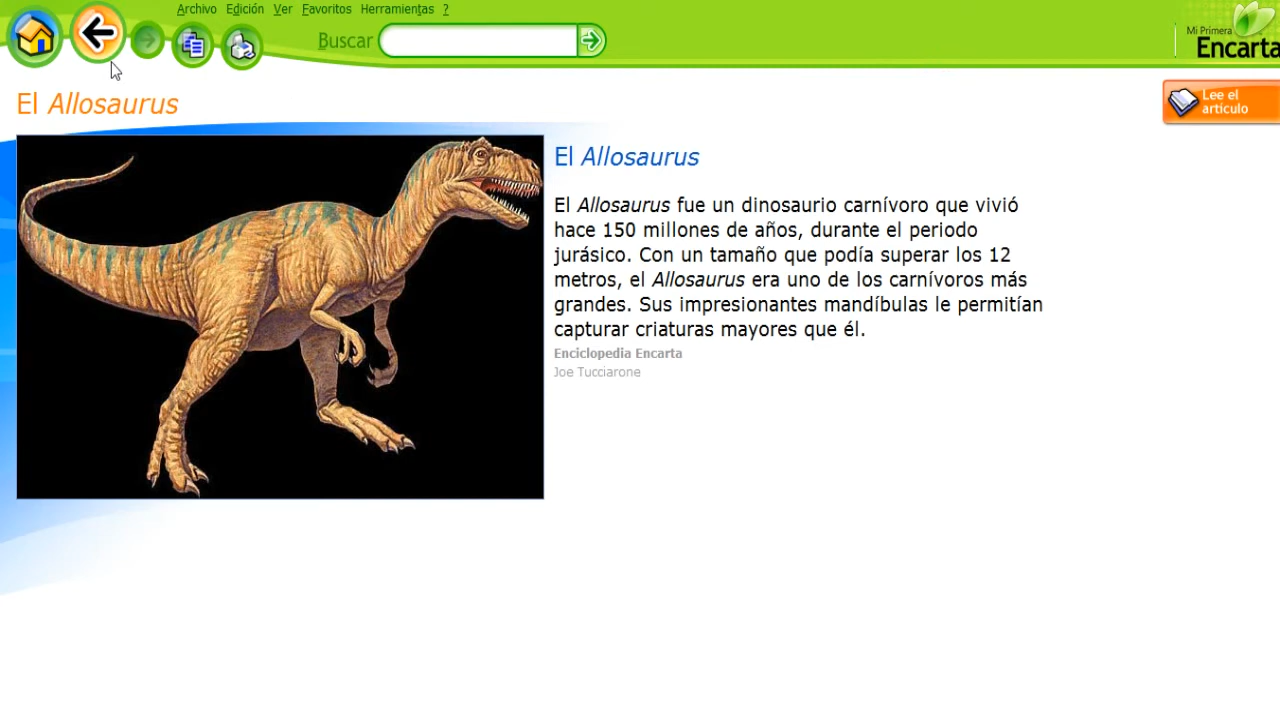 Archivo Edición Ver Favoritos Herramientas ?
Buscar
Mi Primera
Encarta
El Allosaurus
Lee el
artículo
El Allosaurus
El Allosaurus fue un dinosaurio carnívoro que vivió
hace 150 millones de años, durante el periodo
jurásico. Con un tamaño que podía superar los 12
metros, el Allosaurus era uno de los carnívoros más
grandes. Sus impresionantes mandíbulas le permitían
capturar criaturas mayores que él.
Enciclopedia Encarta
Joe Tucciarone